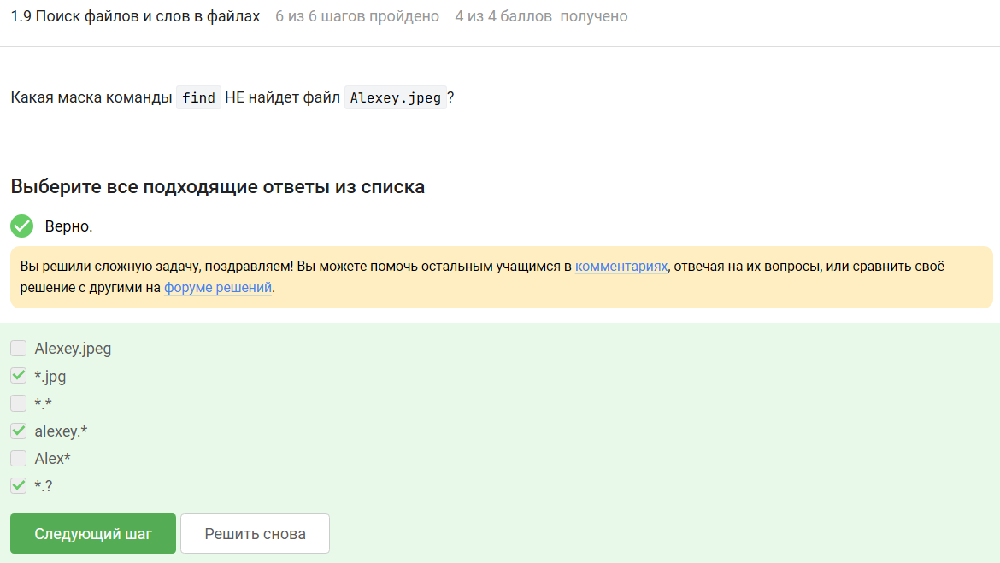 1.9 Поиск файлов и слов в файлах 6 из 6 шагов пройдено 4 из 4 баллов получено
Какая маска команды find НЕ найдет файл Alexey.jpeg?
Выберите все подходящие ответы из списка
Верно.
Вы решили сложную задачу, поздравляем! Вы можете помочь остальным учащимся в комментариях, отвечая на их вопросы, или сравнить своё
решение с другими на форуме решений.
Alexey.jpeg
*.jpg
*.*
alexey.*
Alex*
*.?
Следующий шаг Решить снова